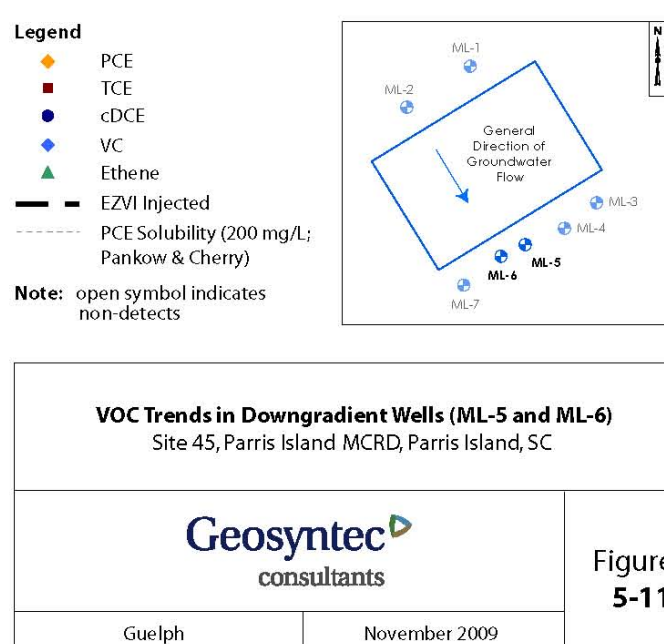 Legend
PCE
TCE
cDCE
VC
Ethene
EZVI Injected
PCE Solubility (200 mg/L;
Pankow & Cherry)
Note: open symbol indicates
non-detects
N
ML-1
ML-2
General
Direction of
Groundwater
Flow
ML-3
ML-4
ML-5
ML-6
ML-7
VOC Trends in Downgradient Wells (ML-5 and ML-6)
Site 45, Parris Island MCRD, Parris Island, SC
Geosyntec
consultants
Figure
5-11
Guelph
November 2009